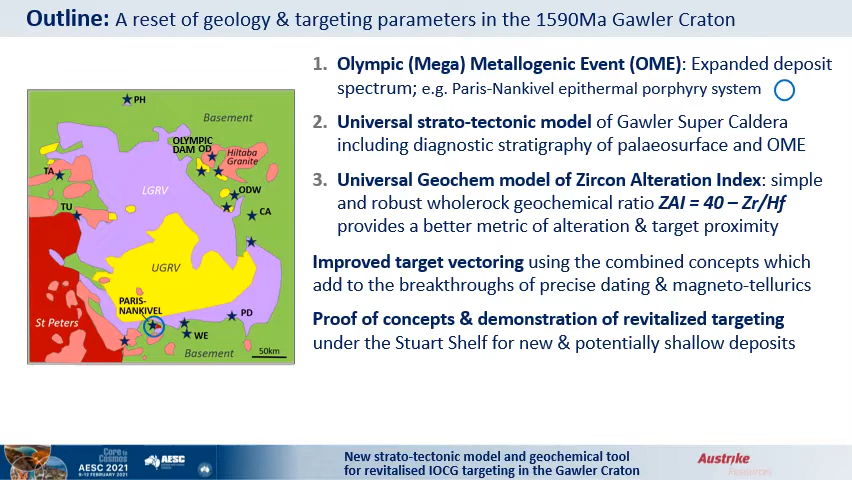 Outline: A reset of geology & targeting parameters in the 1590Ma Gawler Craton
1. Olympic (Mega) Metallogenic Event (OME): Expanded deposit
spectrum; e.g. Paris-Nankivel epithermal porphyry system
2. Universal strato-tectonic model of Gawler Super Caldera
including diagnostic stratigraphy of palaeosurface and OME
3. Universal Geochem model of Zircon Alteration Index: simple
and robust wholerock geochemical ratio ZAI = 40 – Zr/Hf
provides a better metric of alteration & target proximity
Improved target vectoring using the combined concepts which
add to the breakthroughs of precise dating & magneto-tellurics
Proof of concepts & demonstration of revitalized targeting
under the Stuart Shelf for new & potentially shallow deposits
PH
Basement
OLYMPIC
DAM OD
Hiltaba
Granite
TA
LGRV
ODW
TU
CA
UGRV
PARIS-
NANKIVEL
PD
St Peters
WE
Basement
50km
Core to
Cosmos
AESC 2021
9-12 FEBRUARY 2021
AESC
New strato-tectonic model and geochemical tool
for revitalised IOCG targeting in the Gawler Craton
Austrike
Resources